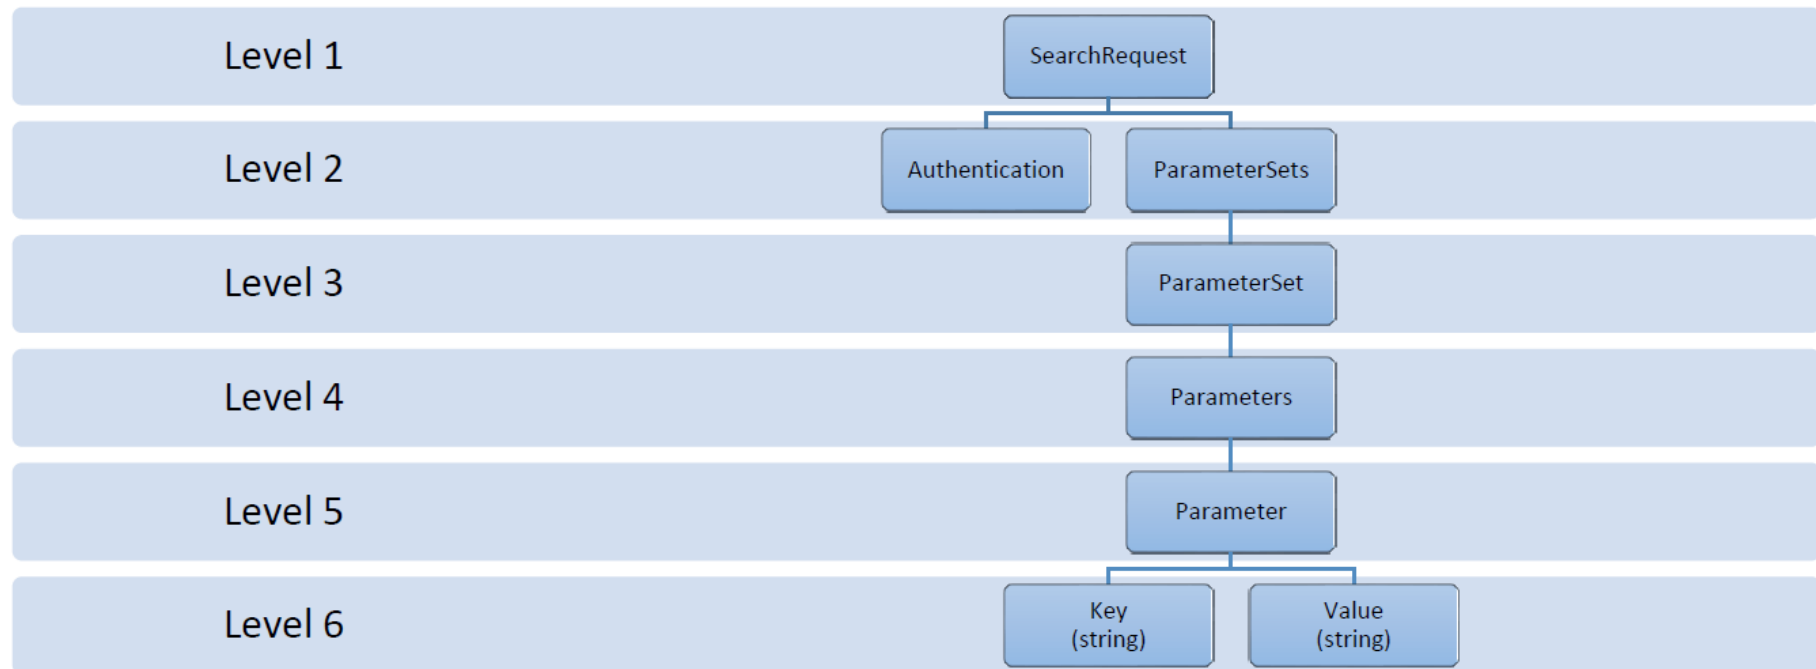 Level 1
SearchRequest
Level 2
Authentication
ParameterSets
Level 3
ParameterSet
Level 4
Parameters
Level 5
Parameter
Level 6
Key
(string)
Value
(string)